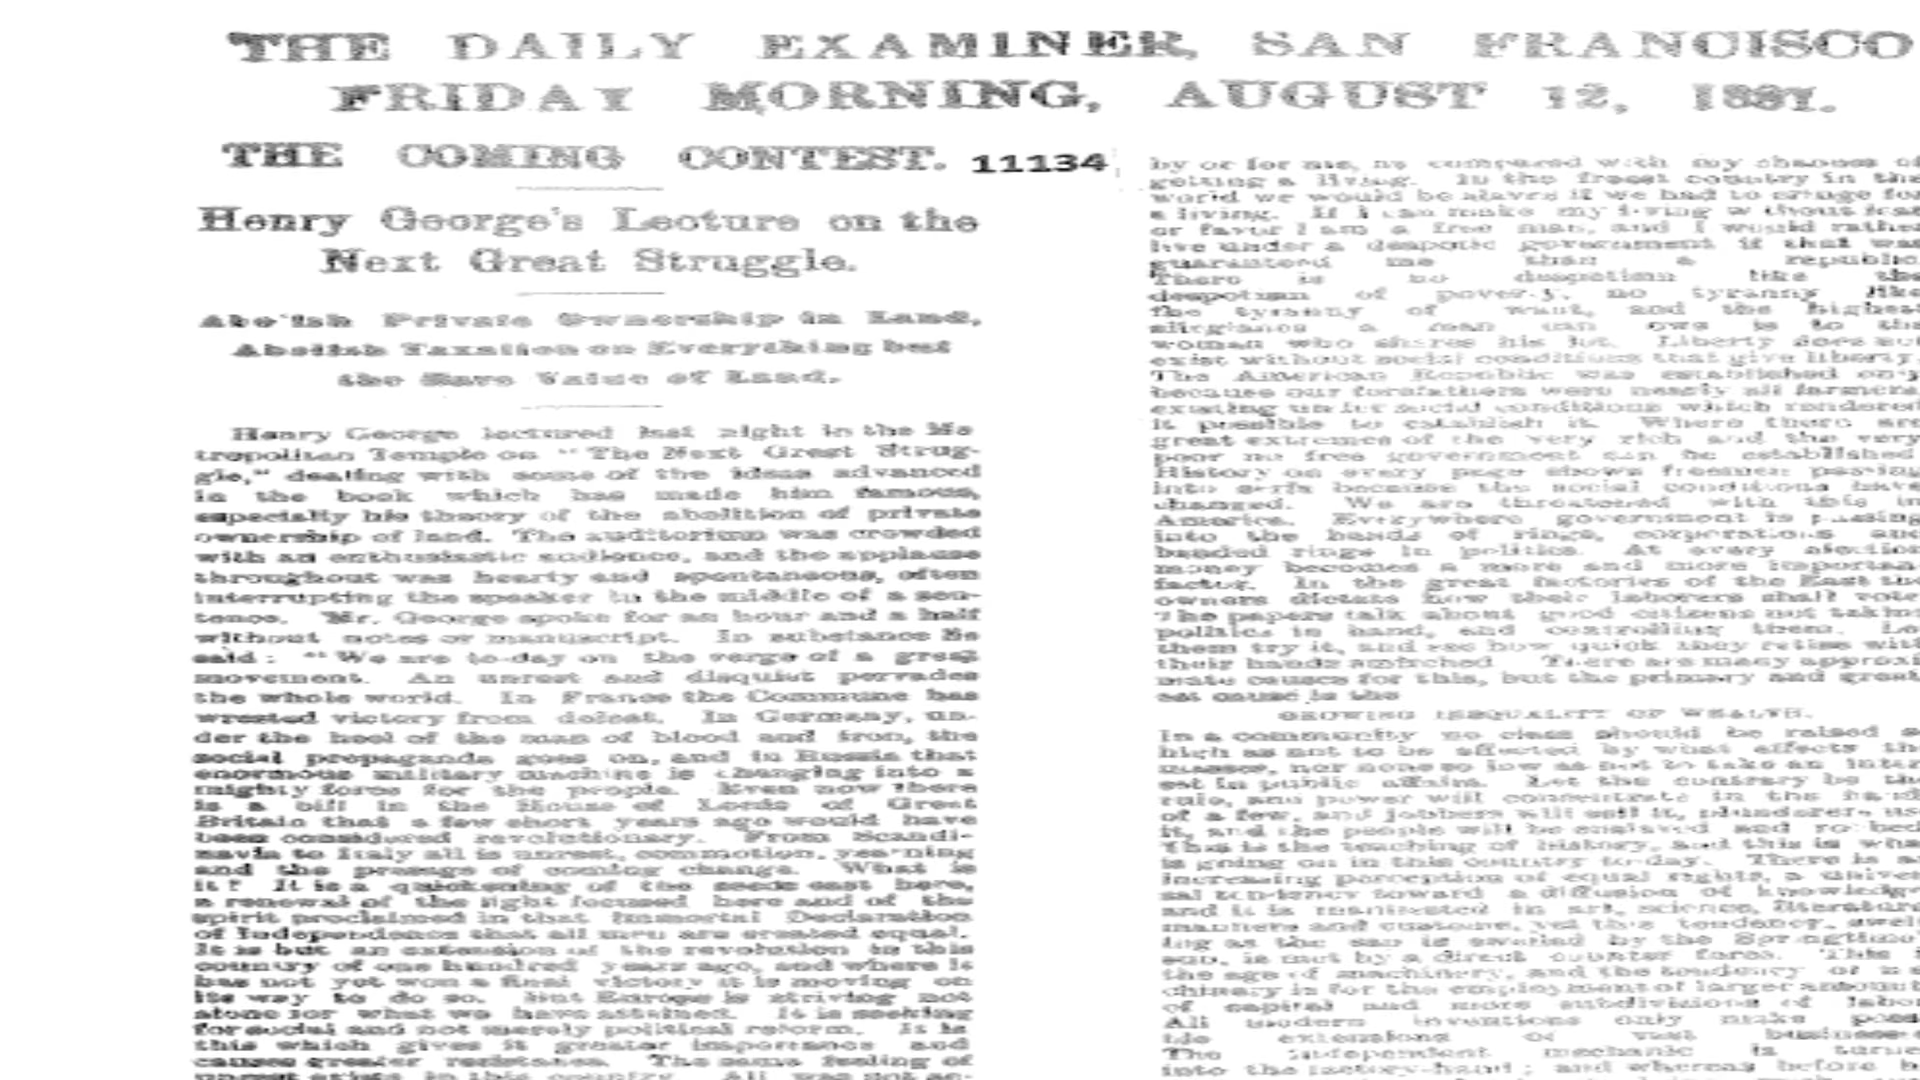 THE DAILY EXAMINER, SAN FRANCISCO
FRIDAY MORNING, AUGUST 12, 1881.
THE COMING CONTEST. 11134
Henry George's Lecture on the
Next Great Struggle.
Abolish Private Ownership in Land,
Abolish Taxation on Everything but
the Bare Value of Land.
Henry George lectured last night in the Me-
tropolitan Temple on "The Next Great Strug-
gle," dealing with some of the ideas advanced
in the book which has made him famous,
especially his theory of the abolition of private
ownership of land. The auditorium was crowded
with an enthusiastic audience, and the applause
throughout was hearty and spontaneous, often
interrupting the speaker in the middle of a sen-
tence. Mr. George spoke for an hour and a half
without notes or manuscript. In substance he
said: "We are to-day on the verge of a great
movement. An unrest and disquiet pervades
the whole world. In France the Commune has
wrested victory from defeat. In Germany, un-
der the heel of the man of blood and iron, the
social propaganda goes on, and in Russia that
enormous military machine is changing into a
mighty force for the people. Even now there
is a bill in the House of Lords of Great
Britain that a few short years ago would have
been considered revolutionary. From Scandi-
navia to Italy all is unrest, commotion, yearning
and the presage of coming change. What is
it? It is a quickening of the seeds cast here,
a renewal of the light focused here and of the
spirit proclaimed in that immortal Declaration
of Independence that all men are created equal.
It is but an extension of the revolution in this
country of one hundred years ago, and where it
has not yet won a final victory it is moving on
its way to do so. But Europe is striving not
alone for what we have attained. It is seeking
for social and not merely political reform. It is
this which gives it greater importance and
causes greater resistance. The same feeling of
unrest exists in this country. All was not ac-
by or for me, as compared with my chances of
getting a living. In the freest country in the
world we would be slaves if we had to cringe for
a living. If I can make my living without fear
or favor I am a free man, and I would rather
live under a despotic government if that was
guaranteed me than a republic.
There is no despotism like the
despotism of poverty, no tyranny like
the tyranny of want, and the highest
allegiance a man can owe is to the
woman who shares his lot. Liberty does not
exist without social conditions that give liberty.
The American Republic was established only
because our forefathers were nearly all farmers
existing under social conditions which rendered
it possible to establish it. Where there are
great extremes of the very rich and the very
poor no free government can be established.
History on every page shows freemen passing
into serfs because the social conditions have
changed. We are threatened with this in
America. Everywhere government is passing
into the hands of rings, corporations and
banded rings in politics. At every election
money becomes a more and more important
factor. In the great factories of the East the
owners dictate how their laborers shall vote.
The papers talk about good citizens not taking
politics in hand, and controlling them. Let
them try it, and see how quick they retire with
their hands smirched. There are many approxi-
mate causes for this, but the primary and great-
est cause is the
GROWING INEQUALITY OF WEALTH.
In a community no class should be raised so
high as not to be affected by what affects the
masses, nor none so low as not to take an inter-
est in public affairs. Let the contrary be the
rule, and power will concentrate in the hands
of a few, and jobbers will sell it, plunderers use
it, and the people will be enslaved and robbed.
This is the teaching of history, and this is what
is going on in this country to-day. There is an
increasing perception of equal rights, a univer-
sal tendency toward a diffusion of knowledge
and it is manifested in art, science, literature
manners and customs, yet this tendency, swell-
ing as the sap is swelled by the Springtime
sun, is met by a direct counter force. This is
the age of machinery, and the tendency of ma-
chinery is for the employment of larger amounts
of capital and more subdivisions of labor
All modern inventions only make possi-
ble extensions of vast business
The independent mechanic is turned
into the factory-hand; and whereas before he